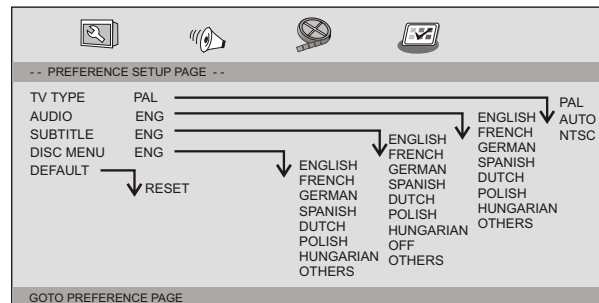 - - PREFERENCE SETUP PAGE - -
TV TYPE PAL
AUDIO ENG
SUBTITLE ENG
DISC MENU ENG
DEFAULT
RESET
ENGLISH
FRENCH
GERMAN
SPANISH
DUTCH
POLISH
HUNGARIAN
OTHERS
ENGLISH
FRENCH
GERMAN
SPANISH
DUTCH
POLISH
HUNGARIAN
OFF
OTHERS
ENGLISH
FRENCH
GERMAN
SPANISH
DUTCH
POLISH
HUNGARIAN
OTHERS
PAL
AUTO
NTSC
GOTO PREFERENCE PAGE